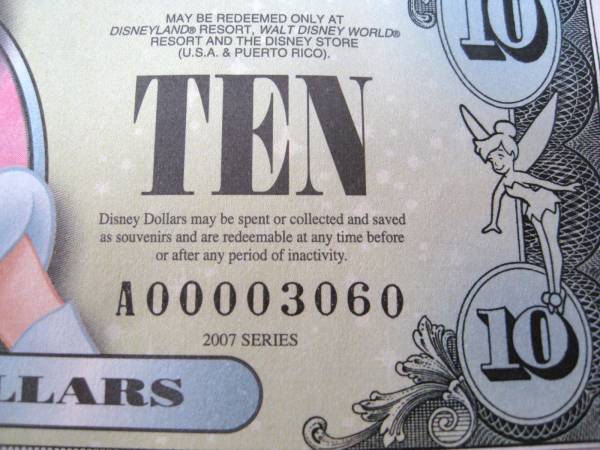 MAY BE REDEEMED ONLY AT
DISNEYLAND® RESORT, WALT DISNEY WORLD®
RESORT AND THE DISNEY STORE
(U.S.A. & PUERTO RICO).
10
TEN
Disney Dollars may be spent or collected and saved
as souvenirs and are redeemable at any time before
or after any period of inactivity.
A00003060
2007 SERIES
10
LLARS